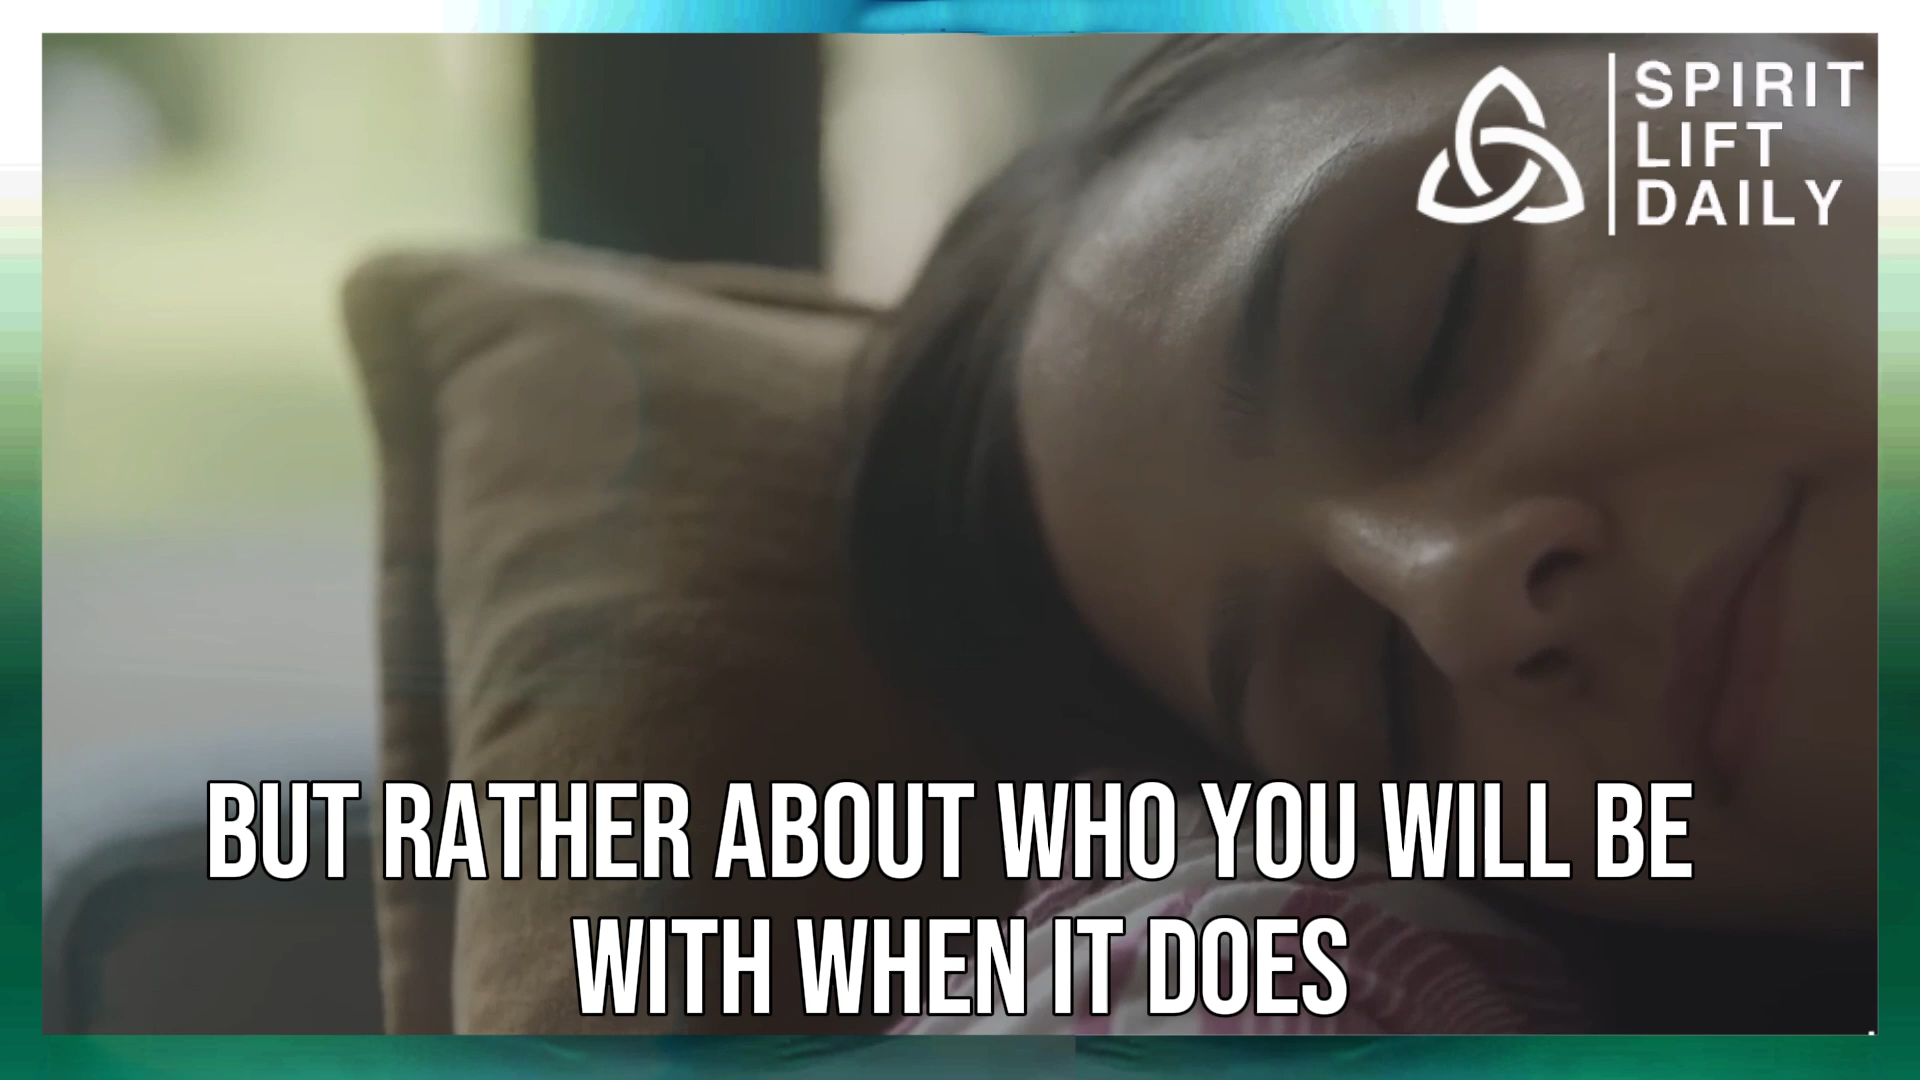 SPIRIT
LIFT
DAILY
BUT RATHER ABOUT WHO YOU WILL BE
WITH WHEN IT DOES